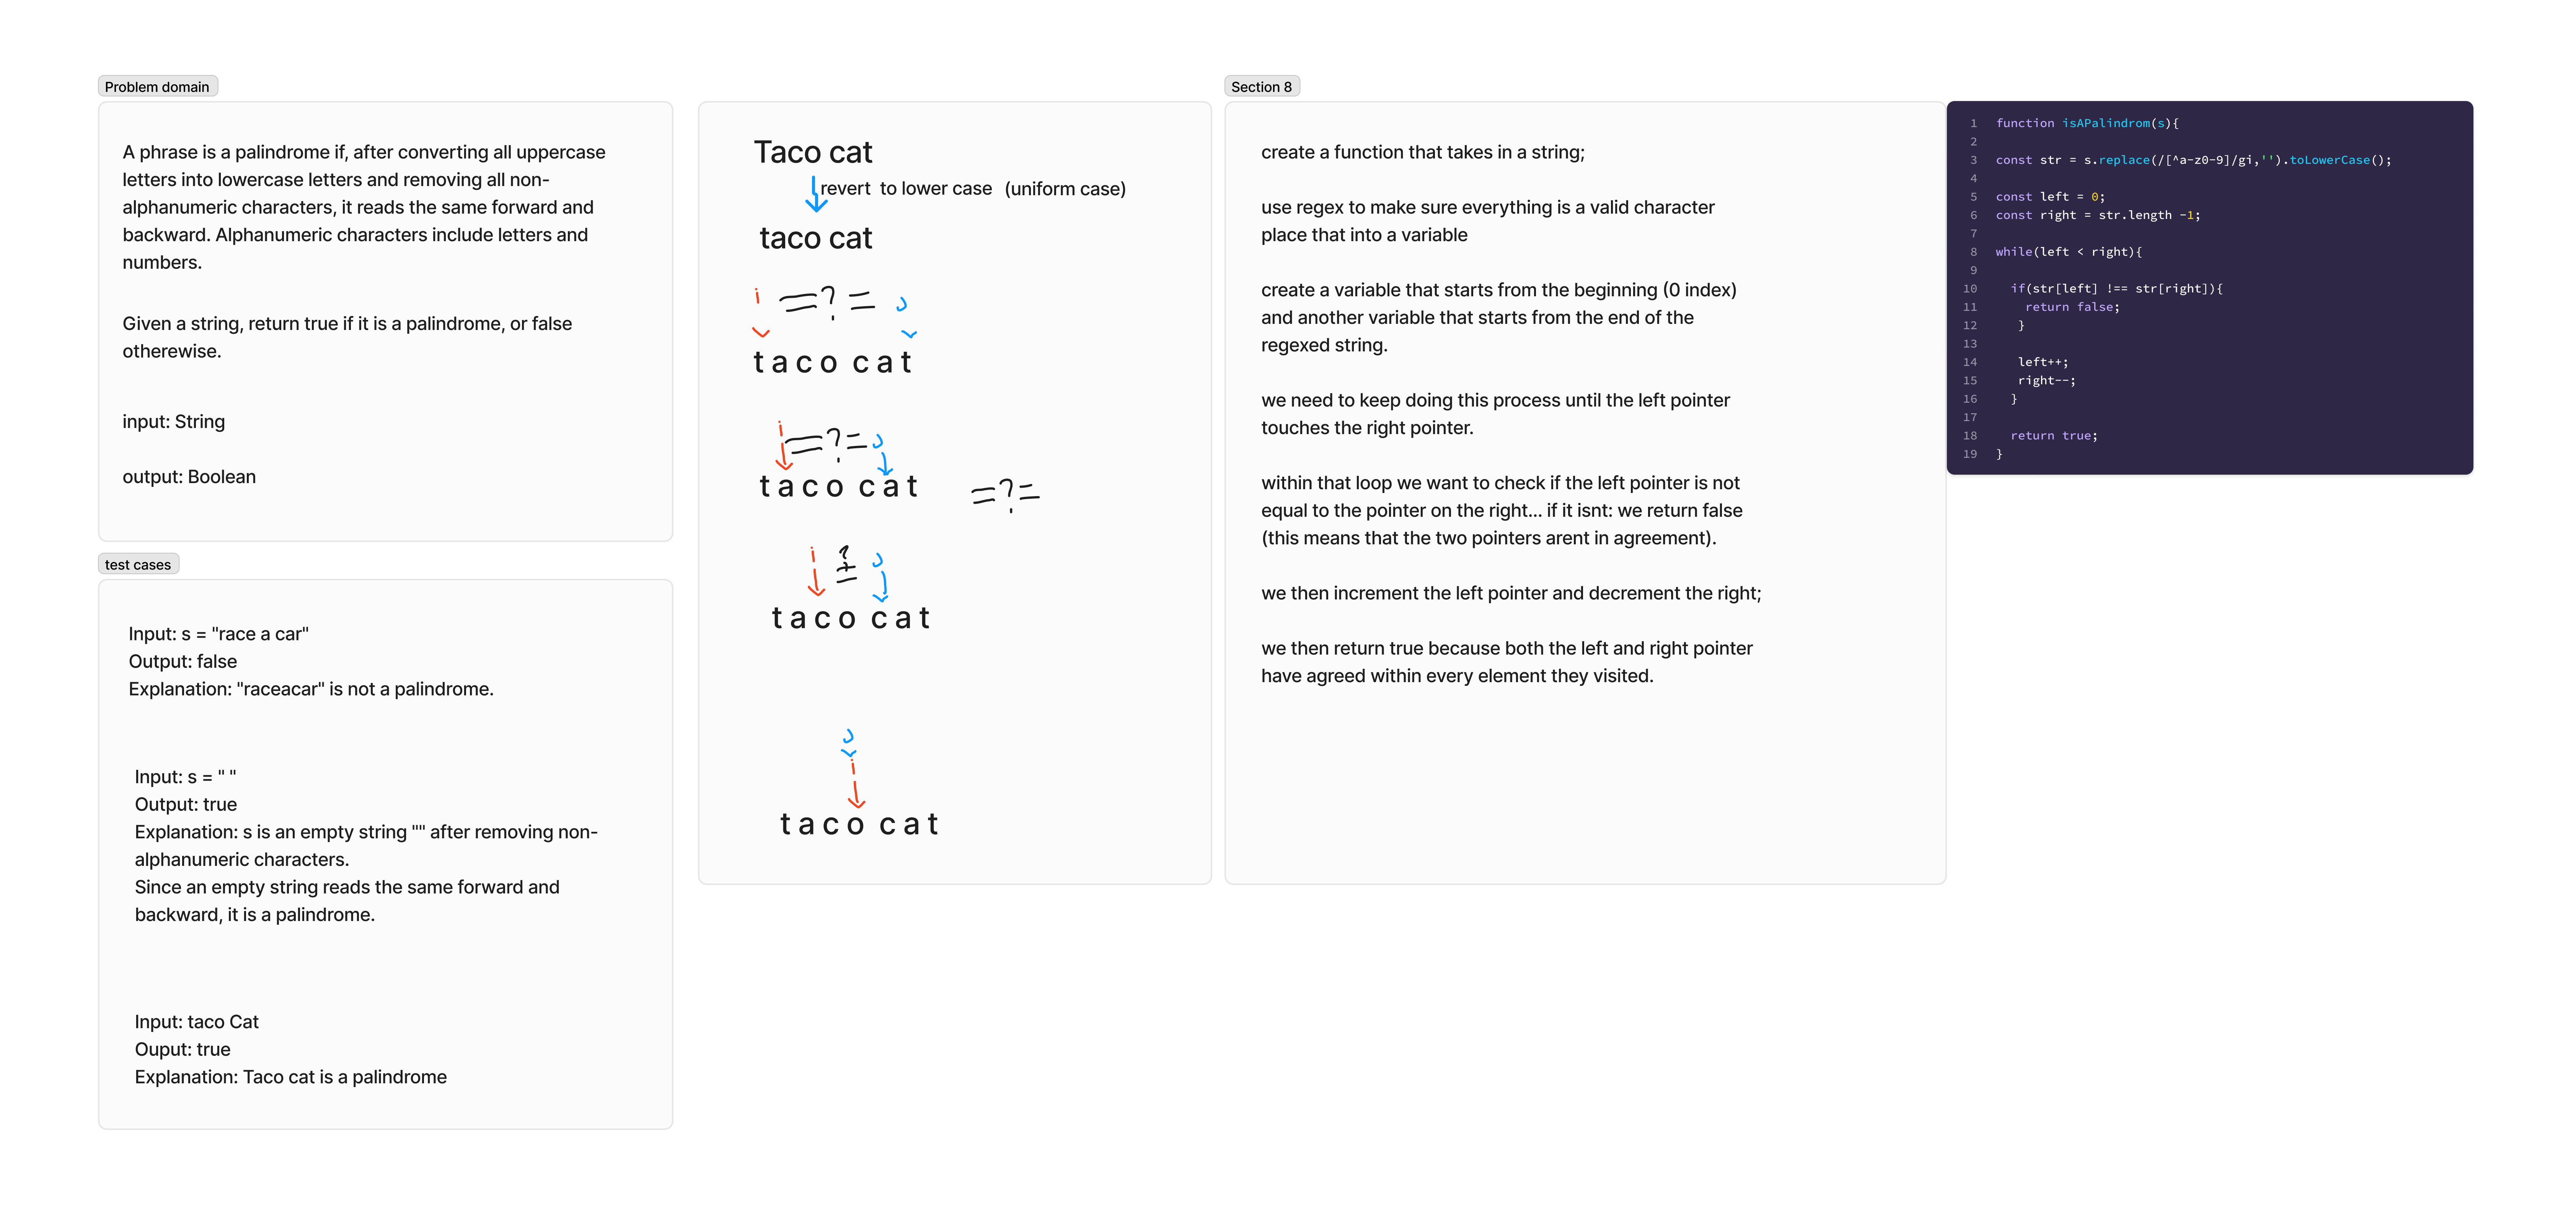 Problem domain
A phrase is a palindrome if, after converting all uppercase
letters into lowercase letters and removing all non-
alphanumeric characters, it reads the same forward and
backward. Alphanumeric characters include letters and
numbers.
Given a string, return true if it is a palindrome, or false
otherewise.
input: String
output: Boolean
test cases
Input: s = "race a car"
Output: false
Explanation: "raceacar" is not a palindrome.
Input: s = " "
Output: true
Explanation: s is an empty string "" after removing non-
alphanumeric characters.
Since an empty string reads the same forward and
backward, it is a palindrome.
Input: taco Cat
Ouput: true
Explanation: Taco cat is a palindrome
Taco cat
revert to lower case (uniform case)
taco cat
i =?= j
t a c o c a t
i =?= j
t a c o c a t
=?=
i ? = j
t a c o c a t
j
i
t a c o c a t
Section 8
create a function that takes in a string;
use regex to make sure everything is a valid character
place that into a variable
create a variable that starts from the beginning (0 index)
and another variable that starts from the end of the
regexed string.
we need to keep doing this process until the left pointer
touches the right pointer.
within that loop we want to check if the left pointer is not
equal to the pointer on the right... if it isnt: we return false
(this means that the two pointers arent in agreement).
we then increment the left pointer and decrement the right;
we then return true because both the left and right pointer
have agreed within every element they visited.
1 function isAPalindrom(s){
2
3 const str = s.replace(/[^a-z0-9]/gi,'').toLowerCase();
4
5 const left = 0;
6 const right = str.length -1;
7
8 while(left < right){
9
10 if(str[left] !== str[right]){
11 return false;
12 }
13
14 left++;
15 right--;
16 }
17
18 return true;
19 }